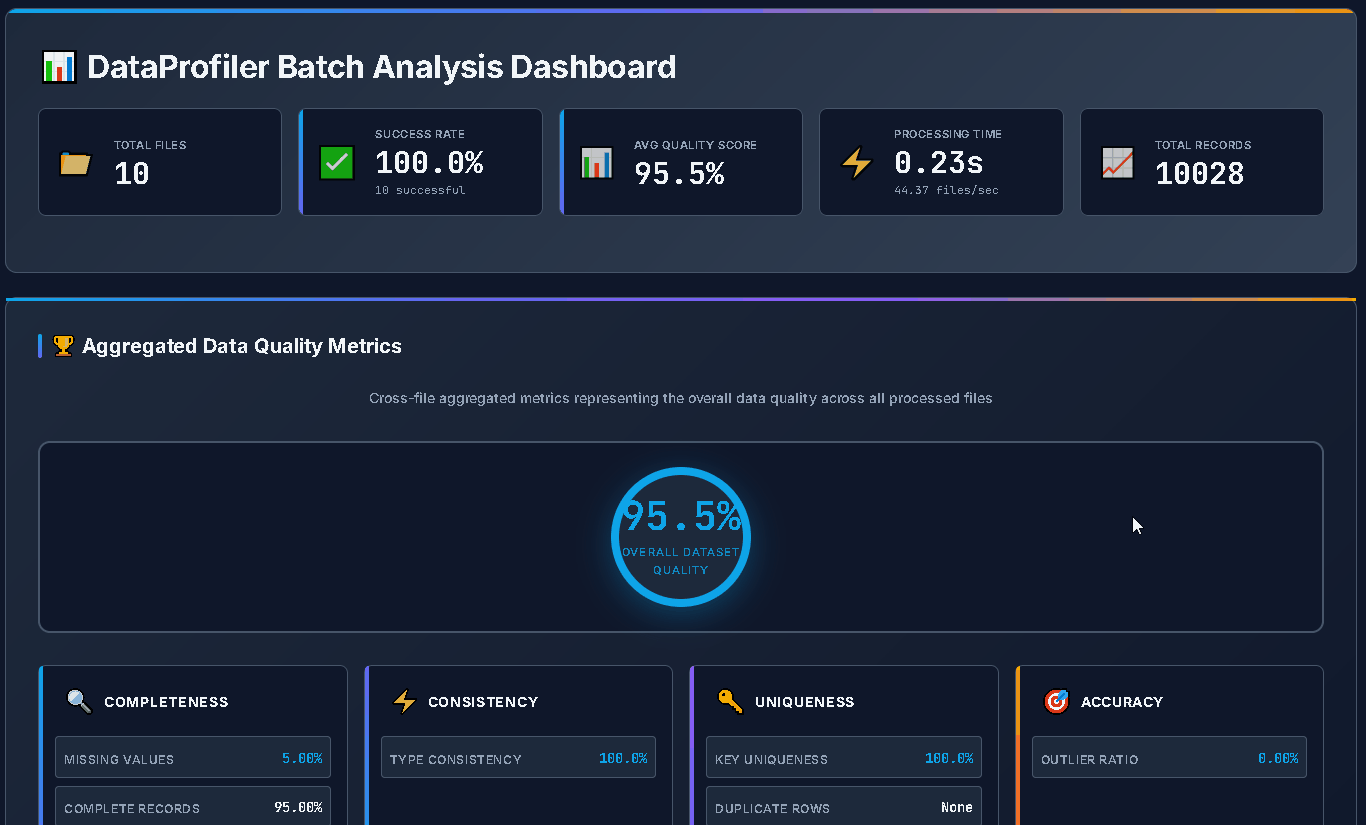 DataProfiler Batch Analysis Dashboard
TOTAL FILES
10
SUCCESS RATE
100.0%
10 successful
AVG QUALITY SCORE
95.5%
PROCESSING TIME
0.23s
44.37 files/sec
TOTAL RECORDS
10028
Aggregated Data Quality Metrics
Cross-file aggregated metrics representing the overall data quality across all processed files
95.5%
OVERALL DATASET
QUALITY
COMPLETENESS
MISSING VALUES 5.00%
COMPLETE RECORDS 95.00%
CONSISTENCY
TYPE CONSISTENCY 100.0%
UNIQUENESS
KEY UNIQUENESS 100.0%
DUPLICATE ROWS None
ACCURACY
OUTLIER RATIO 0.00%